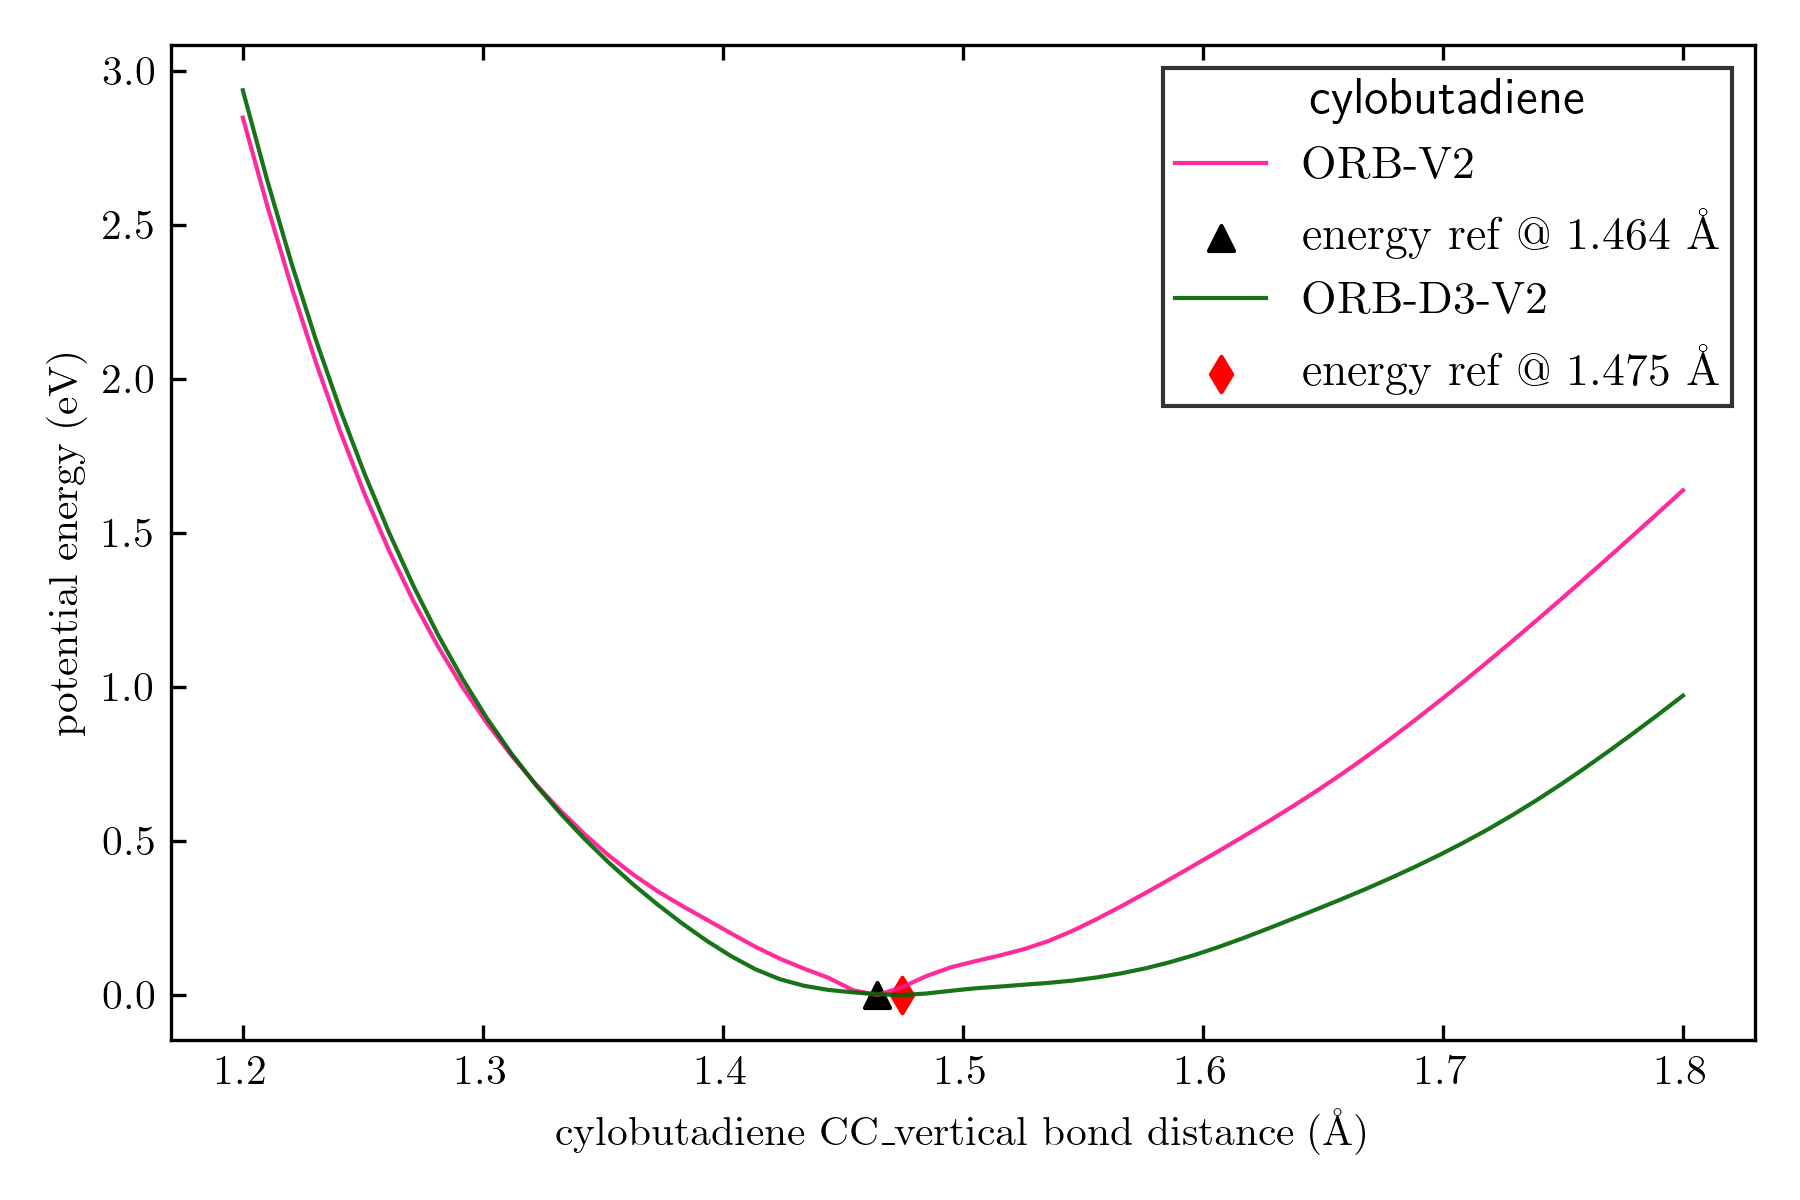 cylobutadiene
ORB-V2
energy ref @ 1.464 Å
ORB-D3-V2
energy ref @ 1.475 Å
potential energy (eV)
3.0
2.5
2.0
1.5
1.0
0.5
0.0
1.2 1.3 1.4 1.5 1.6 1.7 1.8
cylobutadiene CC_vertical bond distance (Å)